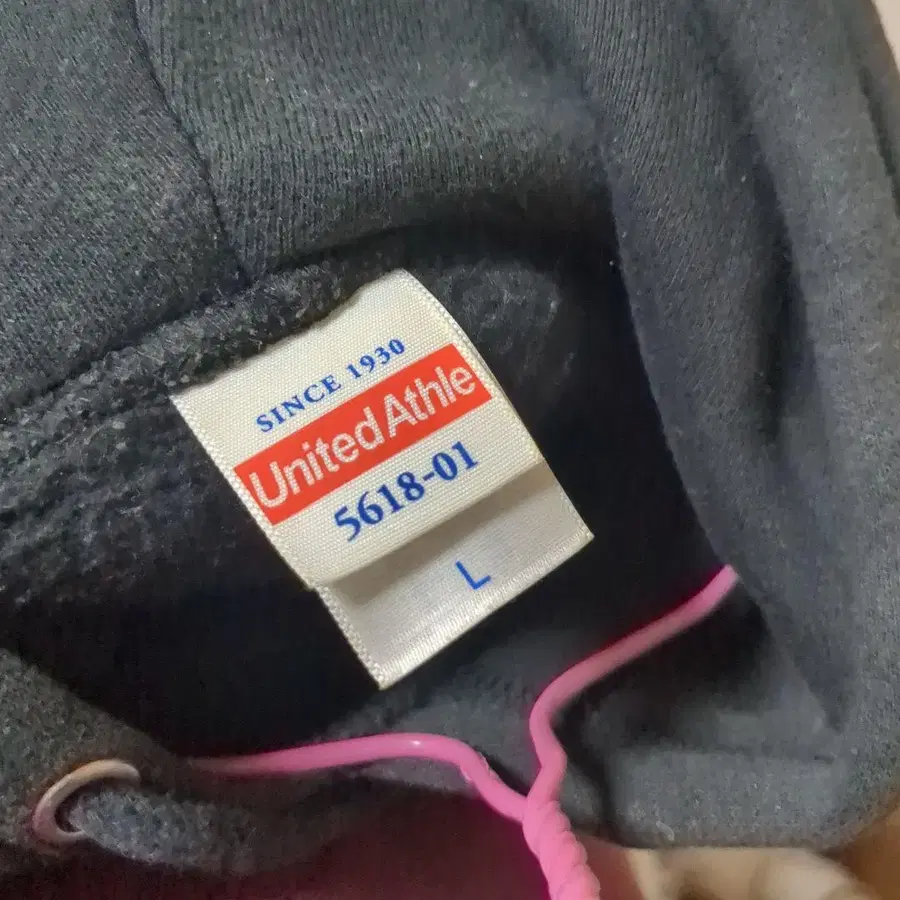 SINCE 1930
UnitedAthle
5618-01
L